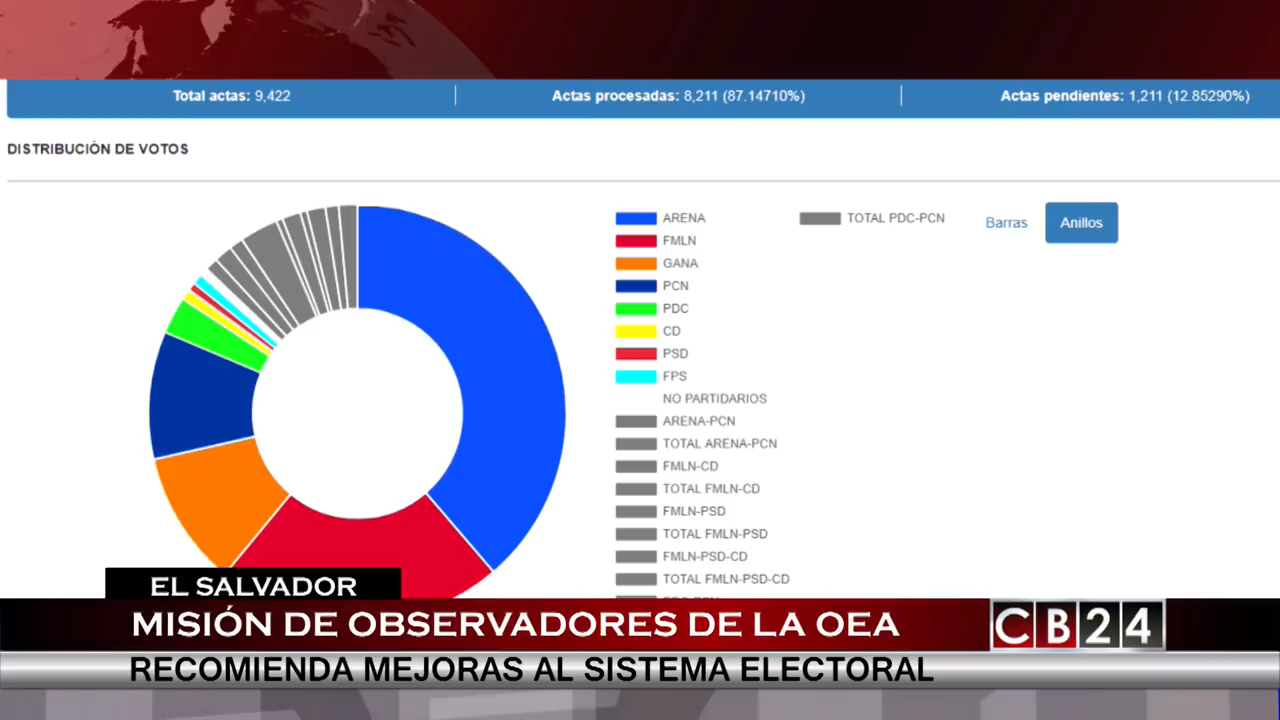 Total actas: 9,422
Actas procesadas: 8,211 (87.14710%)
Actas pendientes: 1,211 (12.85290%)
DISTRIBUCIÓN DE VOTOS
ARENA
FMLN
GANA
PCN
PDC
CD
PSD
FPS
NO PARTIDARIOS
ARENA-PCN
TOTAL ARENA-PCN
FMLN-CD
TOTAL FMLN-CD
FMLN-PSD
TOTAL FMLN-PSD
FMLN-PSD-CD
TOTAL FMLN-PSD-CD
TOTAL PDC-PCN
Barras
Anillos
EL SALVADOR
MISIÓN DE OBSERVADORES DE LA OEA
CB24
RECOMIENDA MEJORAS AL SISTEMA ELECTORAL